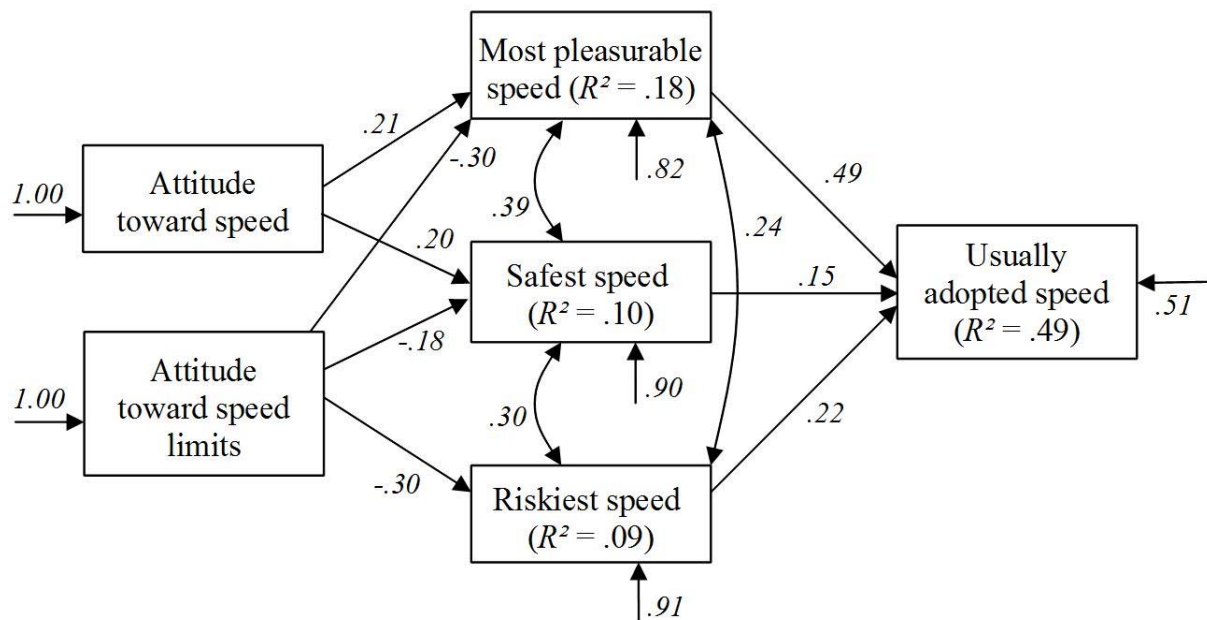 Most pleasurable
speed (R² = .18)
.21
-.30
.82
.49
1.00
Attitude
toward speed
.39
.24
.20
Safest speed
(R² = .10)
.15
Usually
adopted speed
(R² = .49)
.51
-.18
1.00
Attitude
toward speed
limits
.90
.30
.22
-.30
Riskiest speed
(R² = .09)
.91